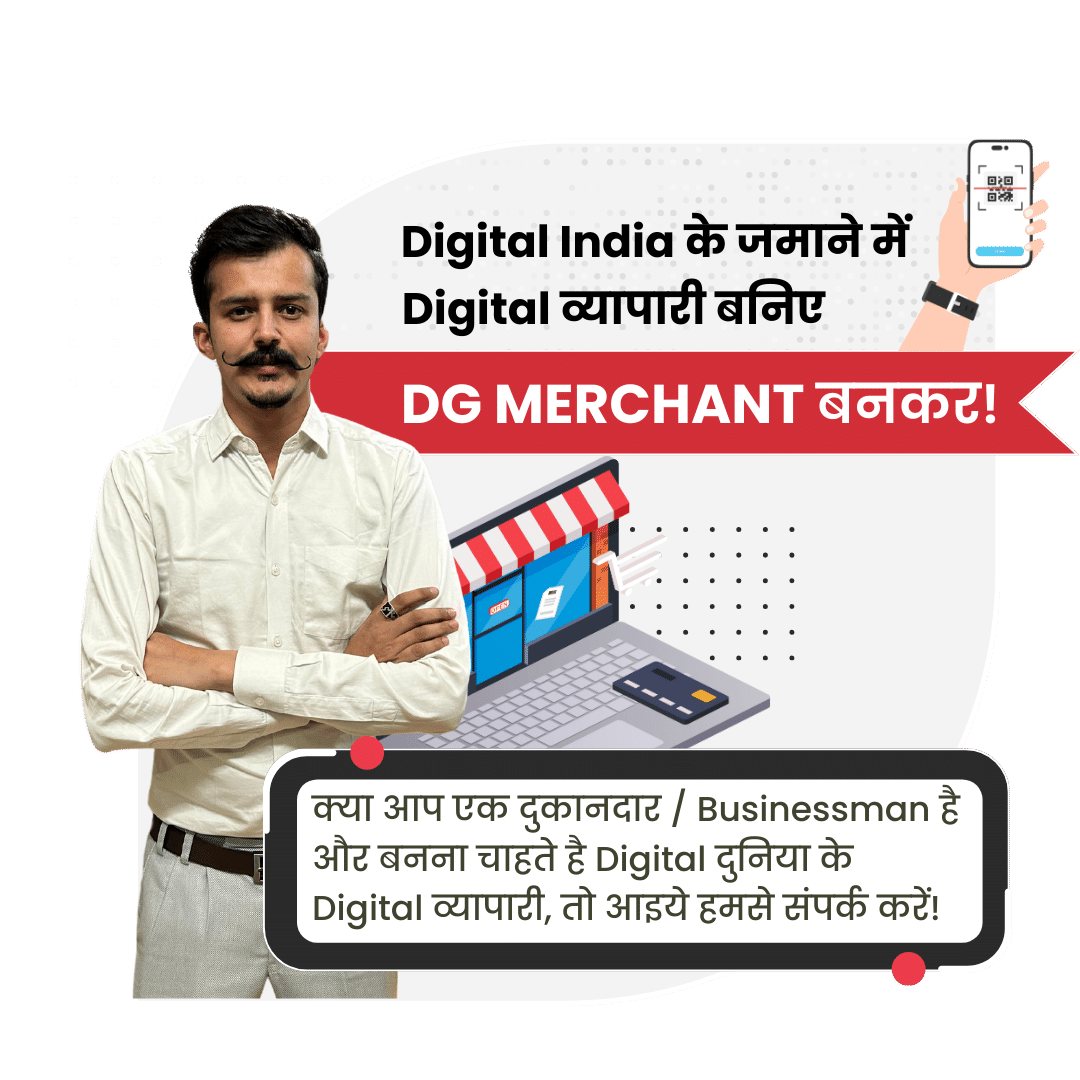 Digital India के जमाने में
Digital व्यापारी बनिए
DG MERCHANT बनकर!
OPEN
क्या आप एक दुकानदार / Businessman है
और बनना चाहते है Digital दुनिया के
Digital व्यापारी, तो आइये हमसे संपर्क करें!